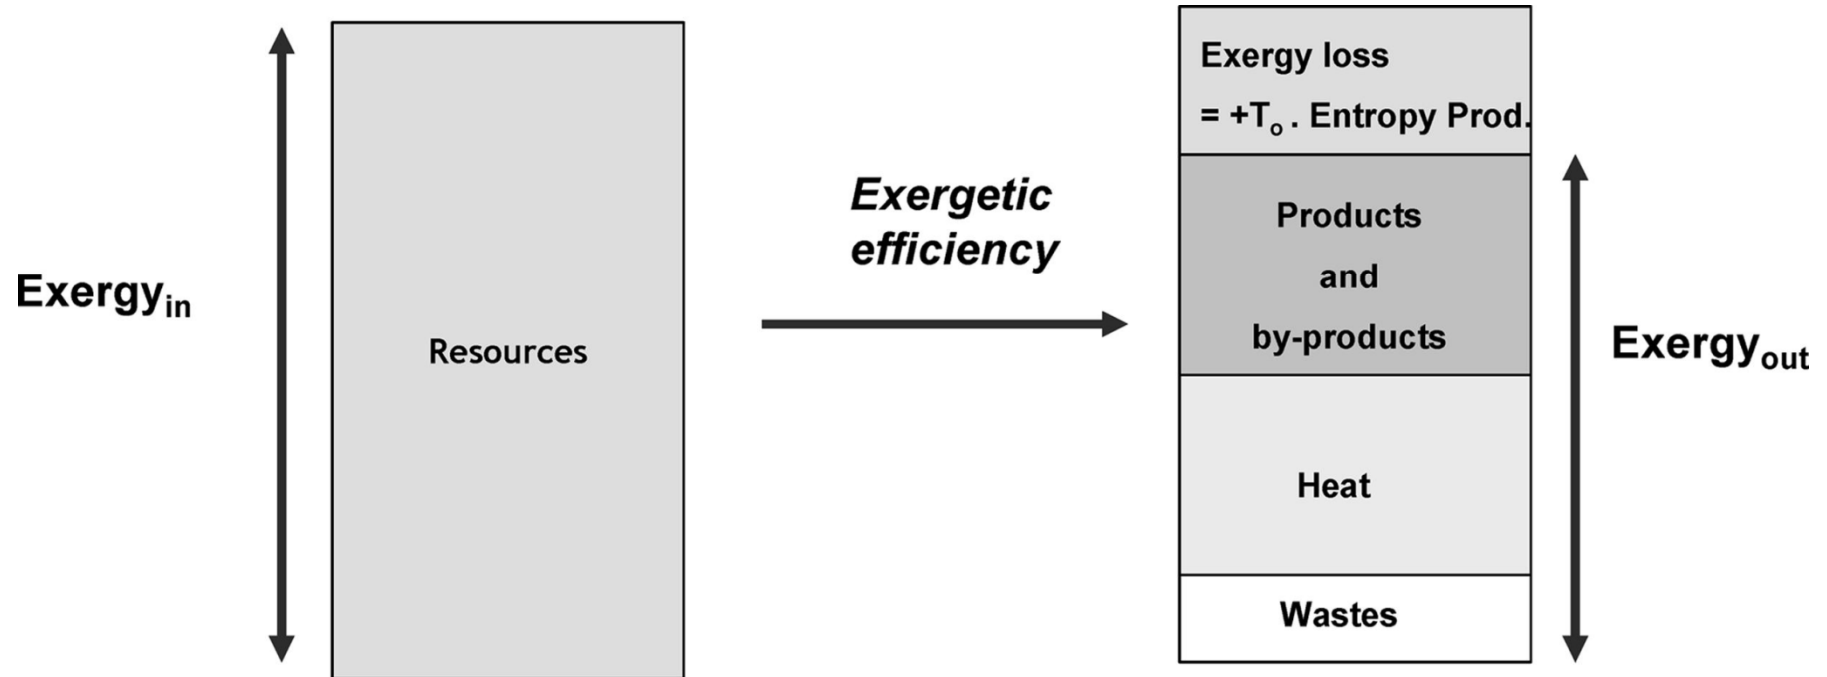 Exergyin
Resources
Exergetic
efficiency
Exergy loss
= +To . Entropy Prod.
Products
and
by-products
Heat
Wastes
Exergyout